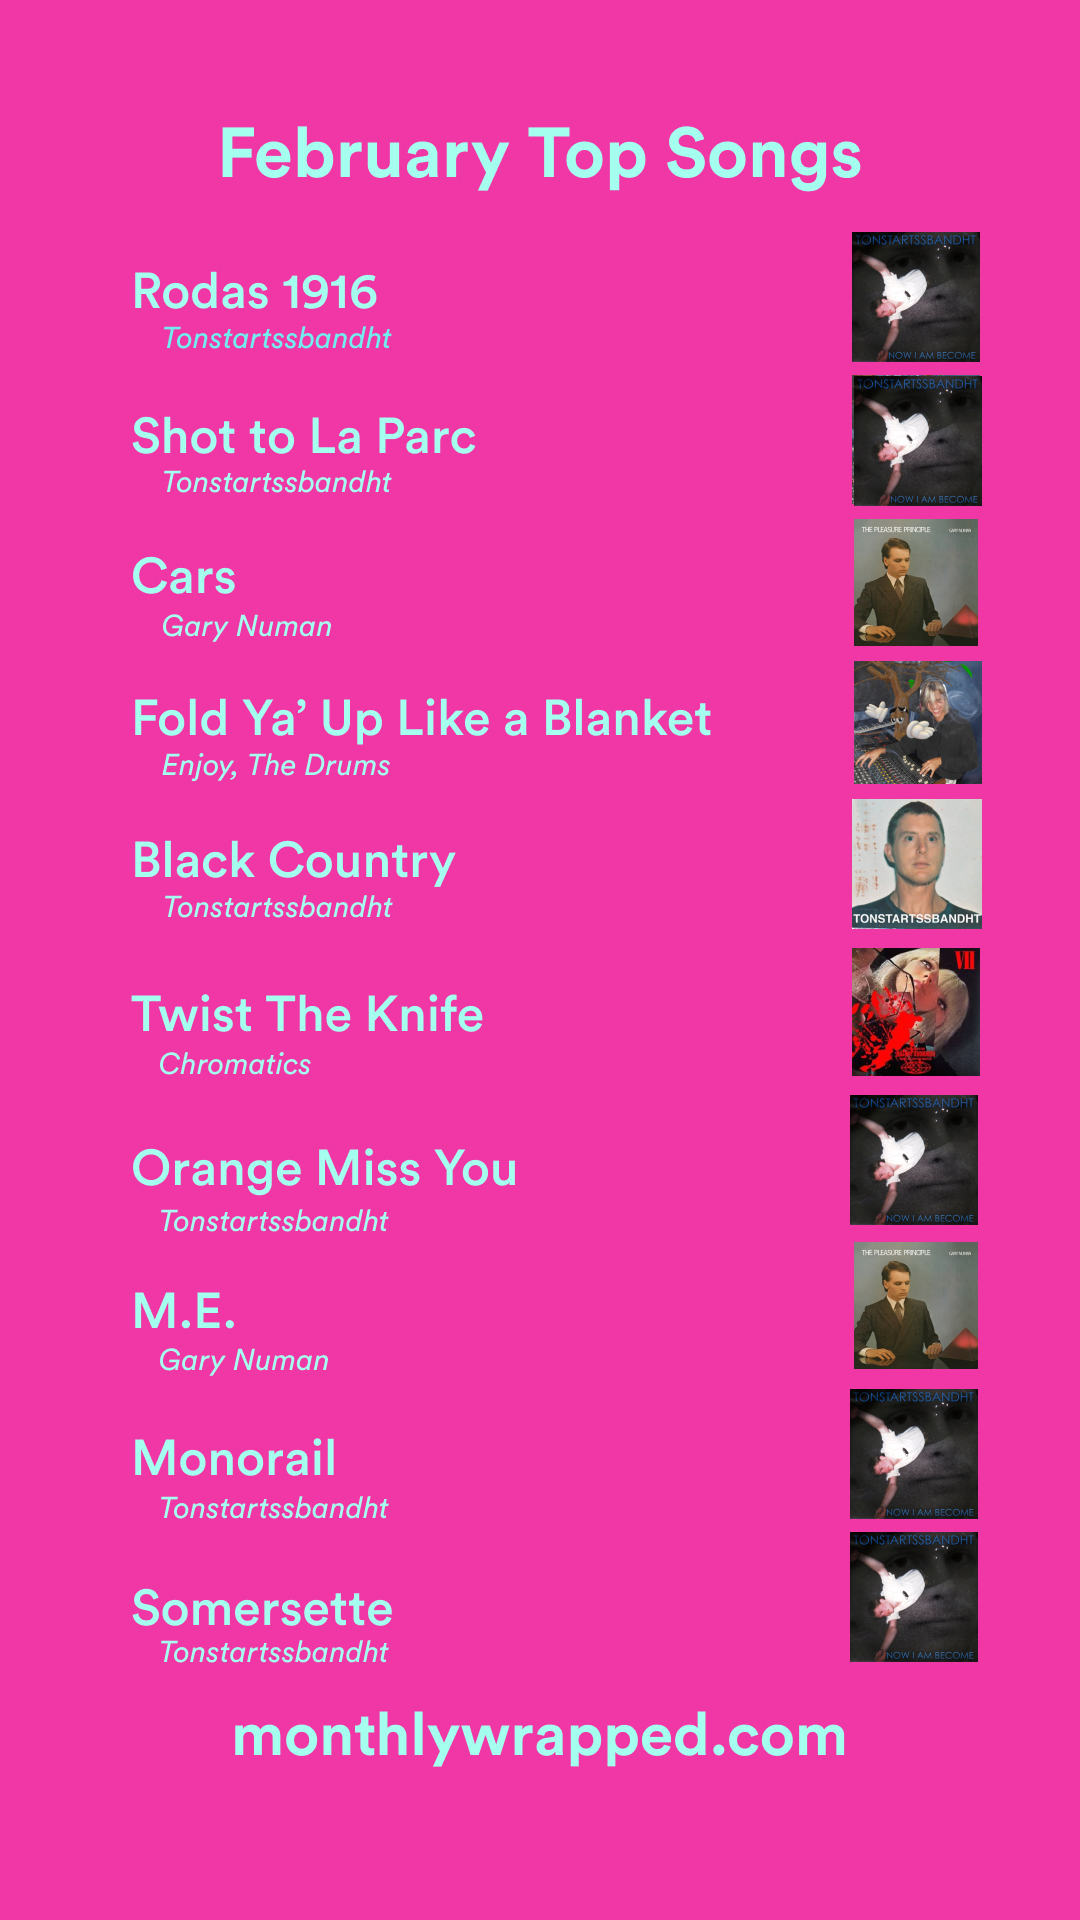 February Top Songs
TONSTARTSSBANDHT
Rodas 1916
Tonstartssbandht
NOW I AM BECOME
TONSTARTSSBANDHT
Shot to La Parc
Tonstartssbandht
NOW I AM BECOME
THE PLEASURE PRINCIPLE GARY NUMAN
Cars
Gary Numan
Fold Ya’ Up Like a Blanket
Enjoy, The Drums
Black Country
Tonstartssbandht
TONSTARTSSBANDHT
VII
Twist The Knife
Chromatics
TONSTARTSSBANDHT
Orange Miss You
Tonstartssbandht
NOW I AM BECOME
THE PLEASURE PRINCIPLE GARY NUMAN
M.E.
Gary Numan
TONSTARTSSBANDHT
Monorail
Tonstartssbandht
NOW I AM BECOME
TONSTARTSSBANDHT
Somersette
Tonstartssbandht
NOW I AM BECOME
monthlywrapped.com